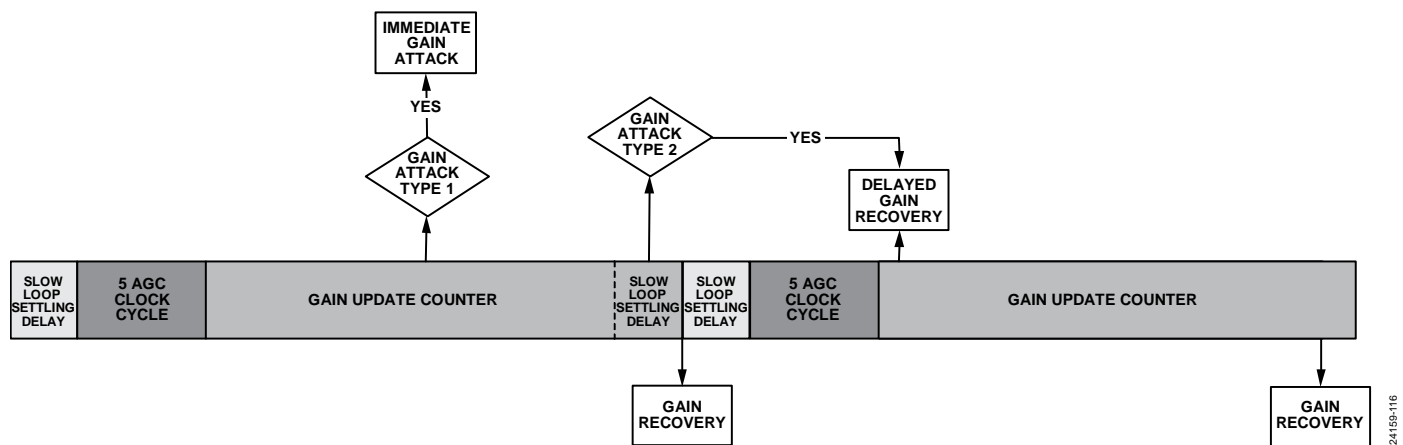 IMMEDIATE
GAIN
ATTACK
YES
GAIN
ATTACK
TYPE 1
GAIN
ATTACK
TYPE 2
YES
DELAYED
GAIN
RECOVERY
SLOW
LOOP
SETTLING
DELAY
5 AGC
CLOCK
CYCLE
GAIN UPDATE COUNTER
SLOW
LOOP
SETTLING
DELAY
SLOW
LOOP
SETTLING
DELAY
5 AGC
CLOCK
CYCLE
GAIN UPDATE COUNTER
GAIN
RECOVERY
GAIN
RECOVERY
24159-116